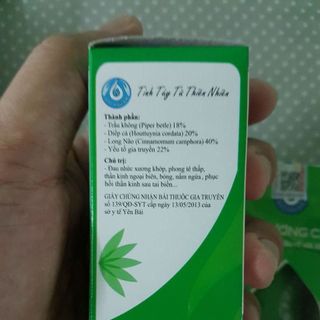 Tinh Túy Từ Thiên Nhiên
Thành phần:
- Trầu không (Piper betle) 18%
- Diếp cá (Houttuynia cordata) 20%
- Long Não (Cinnamomum camphora) 40%
- Yếu tố gia truyền 22%
Chủ trị:
- Đau nhức xương khớp, phong tê thấp,
thần kinh ngoại biên, bỏng, nấm ngứa, phục
hồi thần kinh sau tai biến...
GIẤY CHỨNG NHẬN BÀI THUỐC GIA TRUYỀN
số 139/QĐ-SYT cấp ngày 13/05/2013 của
sở y tế Yên Bái
ƯƠNG